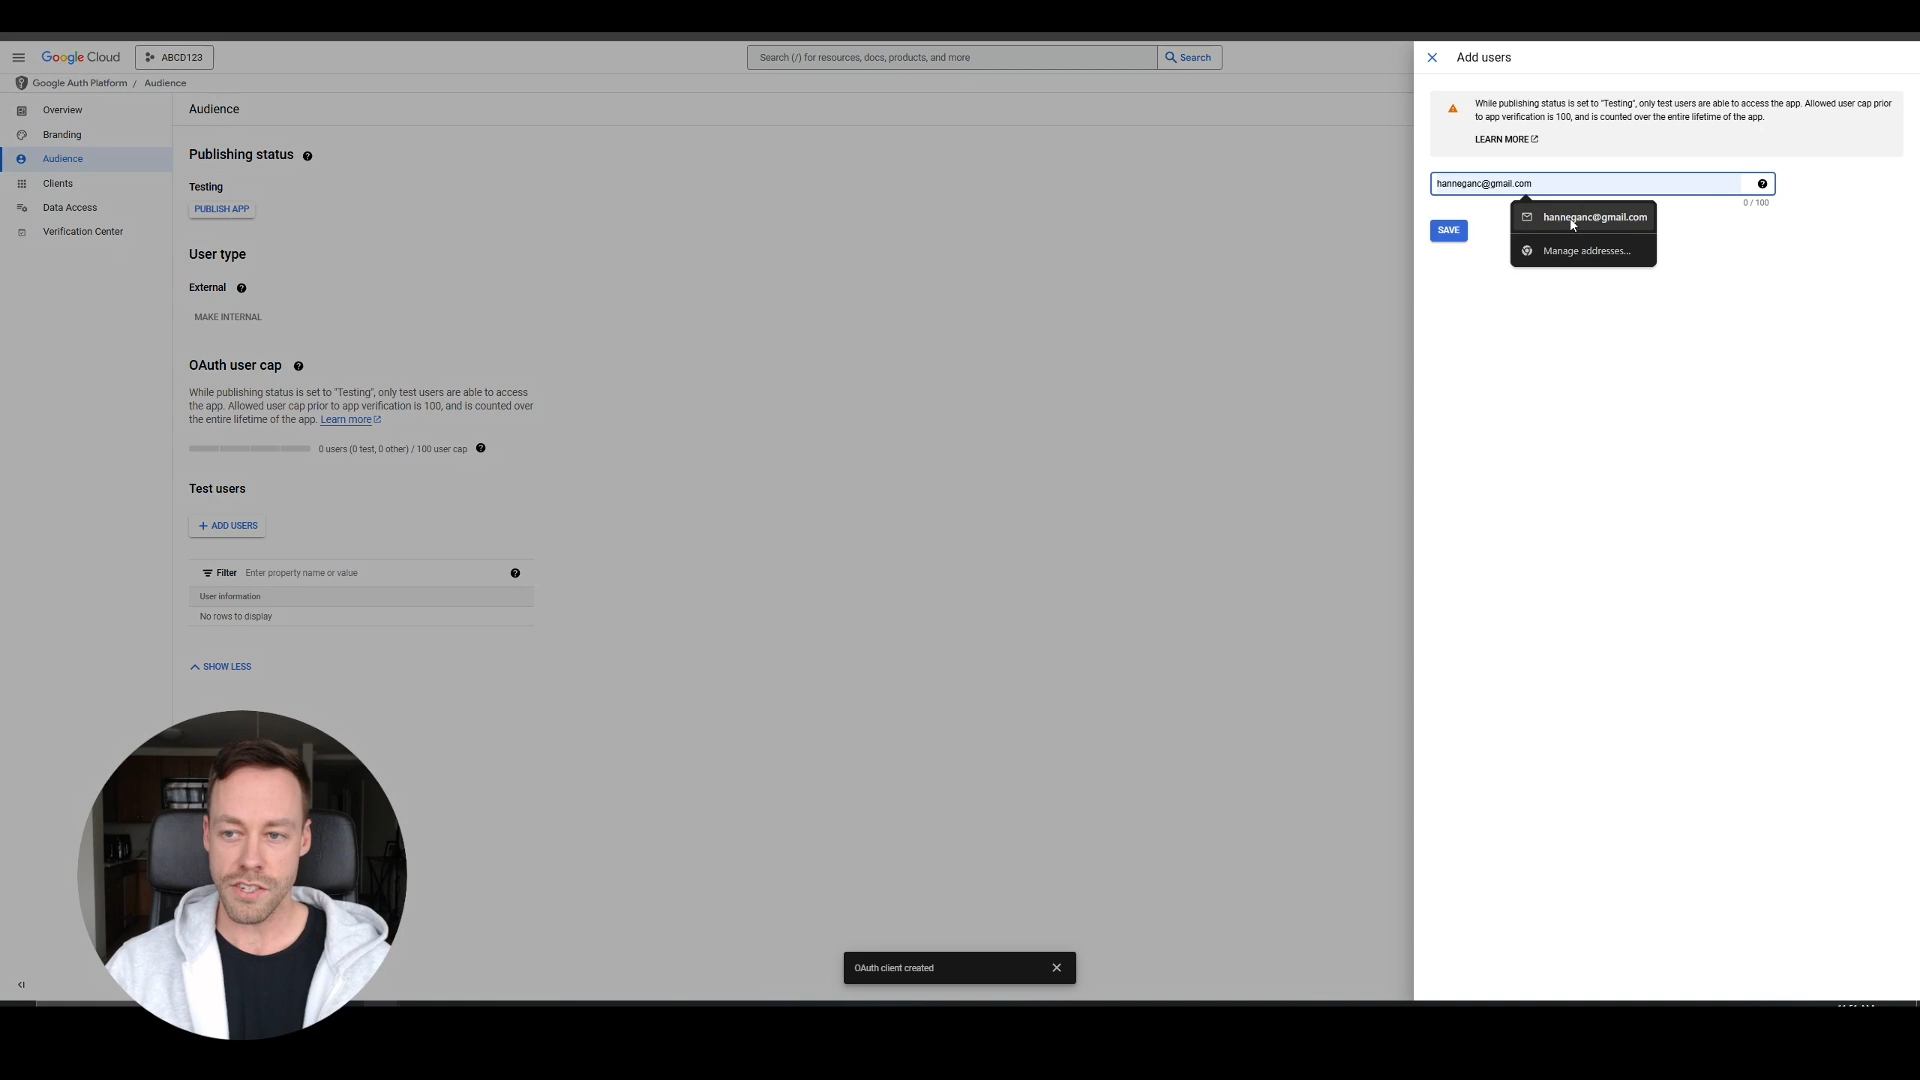 Google Cloud
ABCD123
Search (/) for resources, docs, products, and more
Search
Google Auth Platform / Audience
Overview
Branding
Audience
Clients
Data Access
Verification Center
Audience
Publishing status
Testing
PUBLISH APP
User type
External
MAKE INTERNAL
OAuth user cap
While publishing status is set to "Testing", only test users are able to access
the app. Allowed user cap prior to app verification is 100, and is counted over
the entire lifetime of the app. Learn more
0 users (0 test, 0 other) / 100 user cap
Test users
+ ADD USERS
Filter Enter property name or value
User information
No rows to display
SHOW LESS
OAuth client created
Add users
While publishing status is set to "Testing", only test users are able to access the app. Allowed user cap prior
to app verification is 100, and is counted over the entire lifetime of the app.
LEARN MORE
hanneganc@gmail.com
0 / 100
SAVE
hanneganc@gmail.com
Manage addresses...